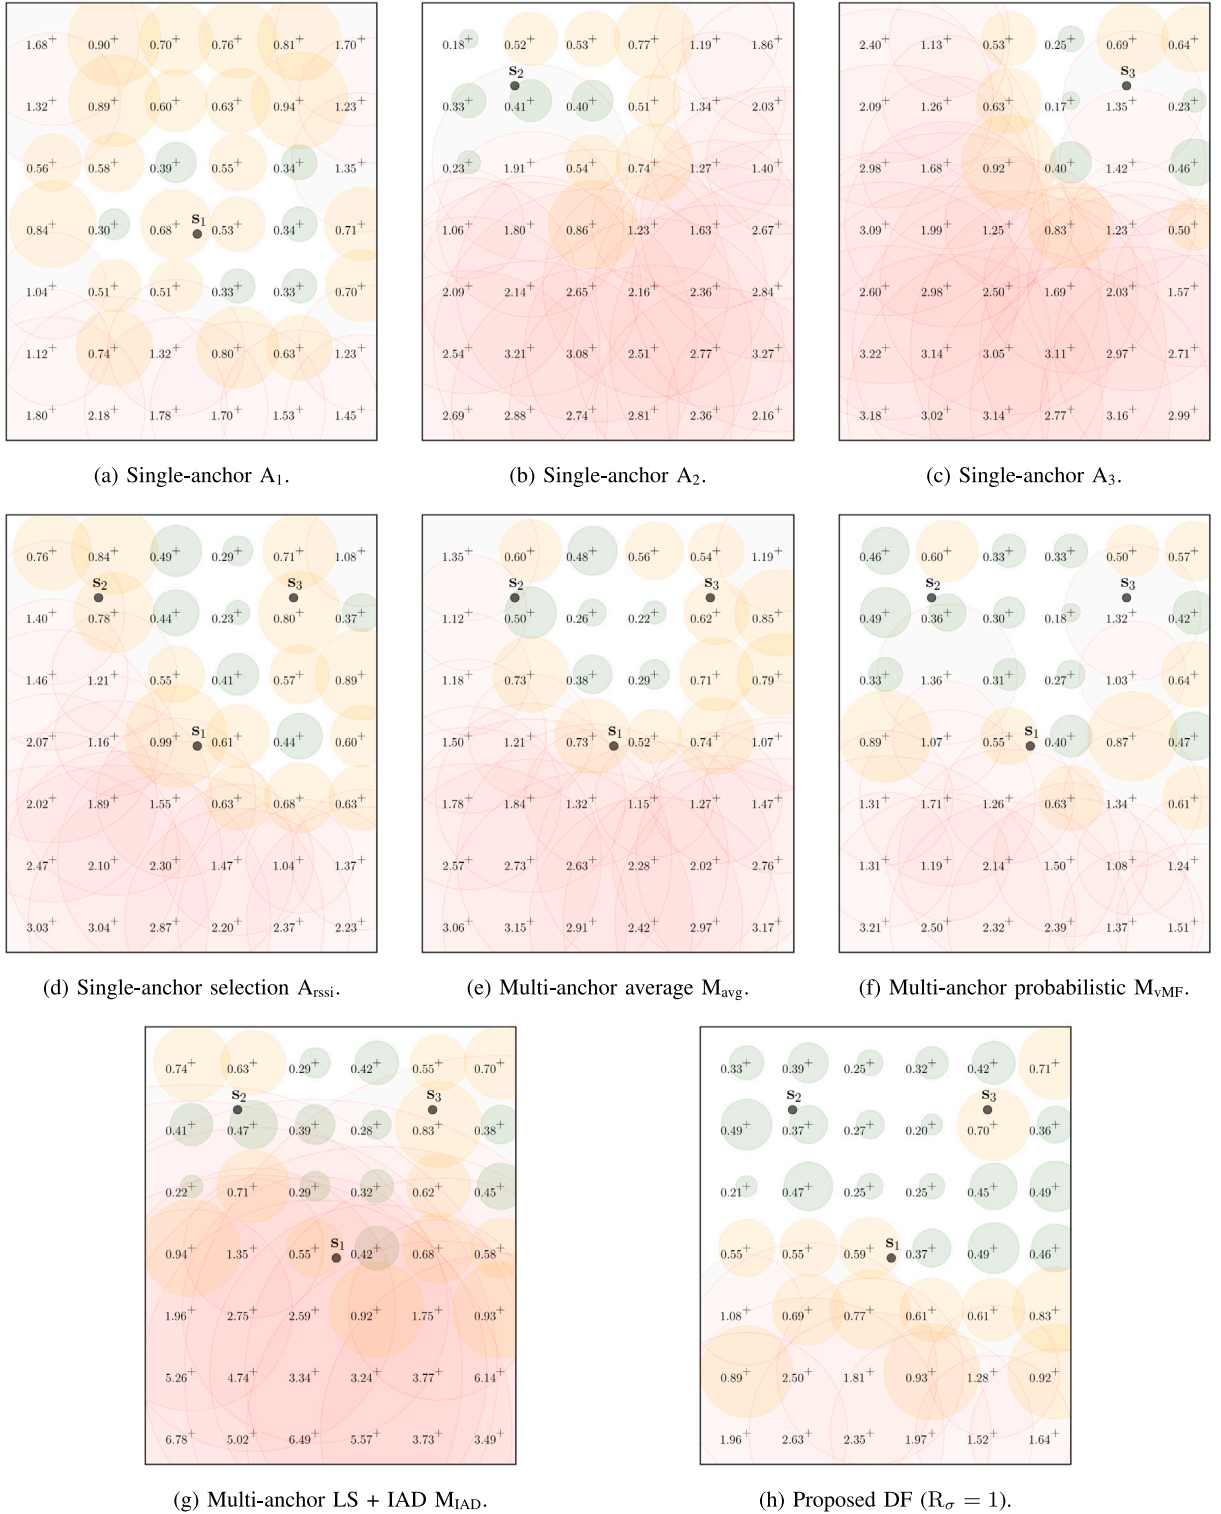 1.68 0.90 0.70 0.76 0.81 1.70
1.32 0.89 0.60 0.63 0.94 1.23
0.56 0.58 0.39 0.55 0.34 1.35
s1
0.84 0.30 0.68 0.53 0.34 0.71
1.04 0.51 0.51 0.33 0.33 0.70
1.12 0.74 1.32 0.80 0.63 1.23
1.80 2.18 1.78 1.70 1.53 1.45
(a) Single-anchor A1.
0.18 0.52 0.53 0.77 1.19 1.86
s2
0.33 0.41 0.40 0.51 1.34 2.03
0.23 1.91 0.54 0.74 1.27 1.40
1.06 1.80 0.86 1.23 1.63 2.67
2.09 2.14 2.65 2.16 2.36 2.84
2.54 3.21 3.08 2.51 2.77 3.27
2.69 2.88 2.74 2.81 2.36 2.16
(b) Single-anchor A2.
2.40 1.13 0.53 0.25 0.69 0.64
s3
2.09 1.26 0.63 0.17 1.35 0.23
2.98 1.68 0.92 0.40 1.42 0.46
3.09 1.99 1.25 0.83 1.23 0.50
2.60 2.98 2.50 1.69 2.03 1.57
3.22 3.14 3.05 3.11 2.97 2.71
3.18 3.02 3.14 2.77 3.16 2.99
(c) Single-anchor A3.
0.76 0.84 0.49 0.29 0.71 1.08
s2 s3
1.40 0.78 0.44 0.23 0.80 0.37
1.46 1.21 0.55 0.41 0.57 0.89
s1
2.07 1.16 0.99 0.61 0.44 0.60
2.02 1.89 1.55 0.63 0.68 0.63
2.47 2.10 2.30 1.47 1.04 1.37
3.03 3.04 2.87 2.20 2.37 2.23
(d) Single-anchor selection Arssi.
1.35 0.60 0.48 0.56 0.54 1.19
s2 s3
1.12 0.50 0.26 0.22 0.62 0.85
1.18 0.73 0.38 0.29 0.71 0.79
s1
1.50 1.21 0.73 0.52 0.74 1.07
1.78 1.84 1.32 1.15 1.27 1.47
2.57 2.73 2.63 2.28 2.02 2.76
3.06 3.15 2.91 2.42 2.97 3.17
(e) Multi-anchor average Mavg.
0.46 0.60 0.33 0.33 0.50 0.57
s2 s3
0.49 0.36 0.30 0.18 1.32 0.42
0.33 1.36 0.31 0.27 1.03 0.64
s1
0.89 1.07 0.55 0.40 0.87 0.47
1.31 1.71 1.26 0.63 1.34 0.61
1.31 1.19 2.14 1.50 1.08 1.24
3.21 2.50 2.32 2.39 1.37 1.51
(f) Multi-anchor probabilistic MvMF.
0.74 0.63 0.29 0.42 0.55 0.70
s2 s3
0.41 0.47 0.39 0.28 0.83 0.38
0.22 0.71 0.29 0.32 0.62 0.45
s1
0.94 1.35 0.55 0.42 0.68 0.58
1.96 2.75 2.59 0.92 1.75 0.93
5.26 4.74 3.34 3.24 3.77 6.14
6.78 5.02 6.49 5.57 3.73 3.49
(g) Multi-anchor LS + IAD MIAD.
0.33 0.39 0.25 0.32 0.42 0.71
s2 s3
0.49 0.37 0.27 0.20 0.70 0.36
0.21 0.47 0.25 0.25 0.45 0.49
s1
0.55 0.55 0.59 0.37 0.49 0.46
1.08 0.69 0.77 0.61 0.61 0.83
0.89 2.50 1.81 0.93 1.28 0.92
1.96 2.63 2.35 1.97 1.52 1.64
(h) Proposed DF (Rσ = 1).